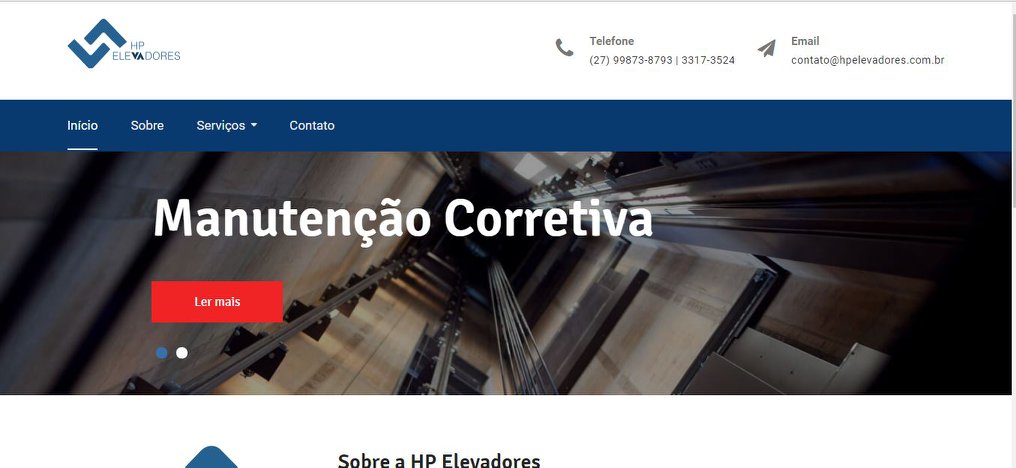 HP
ELEVADORES
Telefone
(27) 99873-8793 | 3317-3524
Email
contato@hpelevadores.com.br
Início
Sobre
Serviços
Contato
Manutenção Corretiva
Ler mais
Sobre a HP Elevadores